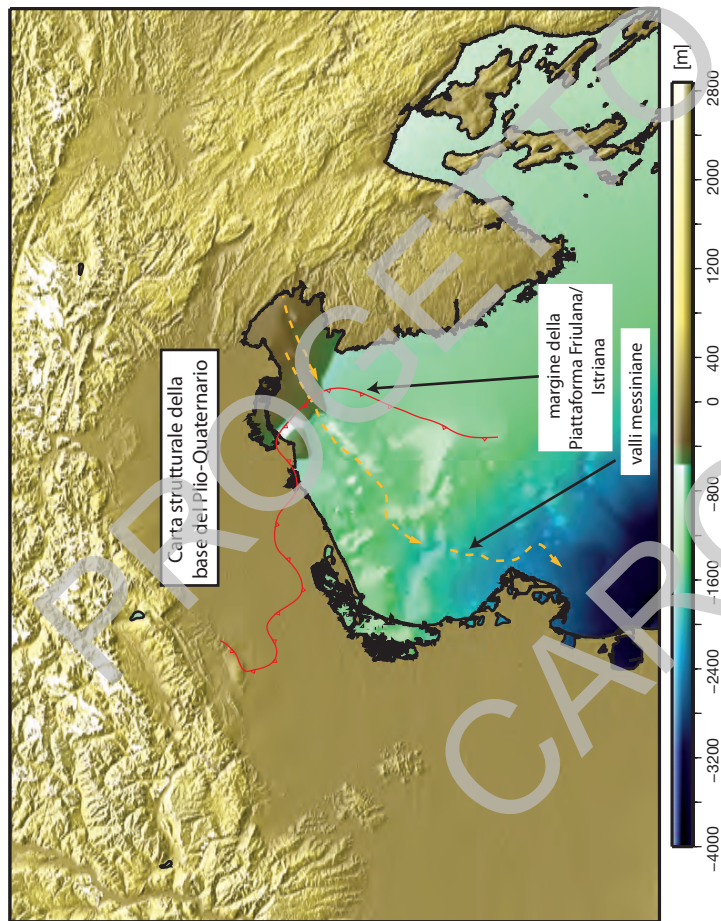 Carta strutturale della
base del Plio-Quaternario
margine della
Piattaforma Friulana/
Istriana
valli messiniane
[m]
-4000 -3200 -2400 -1600 -800 0 400 1200 2000 2800
PROGETTO
CARG